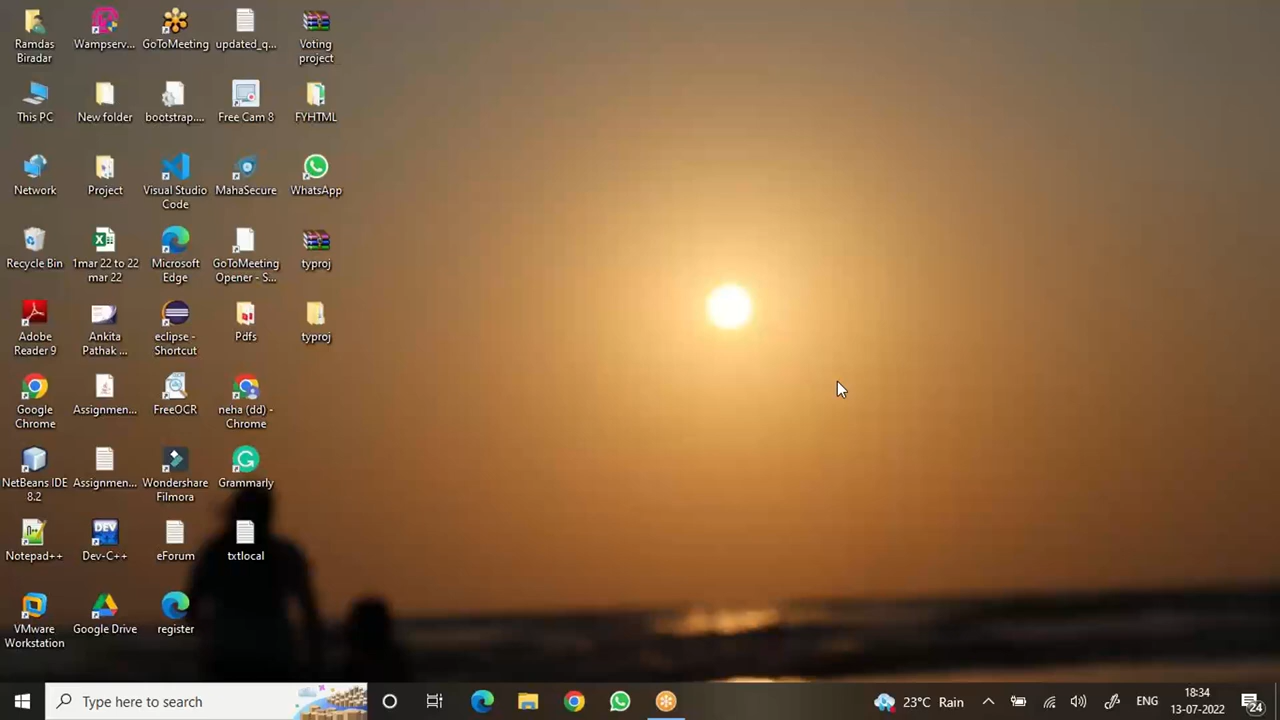 Ramdas
Biradar
Wampserv...
GoToMeeting
updated_q...
Voting
project
This PC
New folder
bootstrap....
Free Cam 8
FYHTML
Network
Project
Visual Studio
Code
MahaSecure
WhatsApp
Recycle Bin
1mar 22 to 22
mar 22
Microsoft
Edge
GoToMeeting
Opener - S...
typroj
Adobe
Reader 9
Ankita
Pathak ...
eclipse -
Shortcut
Pdfs
typroj
Google
Chrome
Assignmen...
FreeOCR
neha (dd) -
Chrome
NetBeans IDE
8.2
Assignmen...
Wondershare
Filmora
Grammarly
Notepad++
DEV
Dev-C++
eForum
txtlocal
VMware
Workstation
Google Drive
register
Type here to search
23°C Rain
ENG
18:34
13-07-2022
24